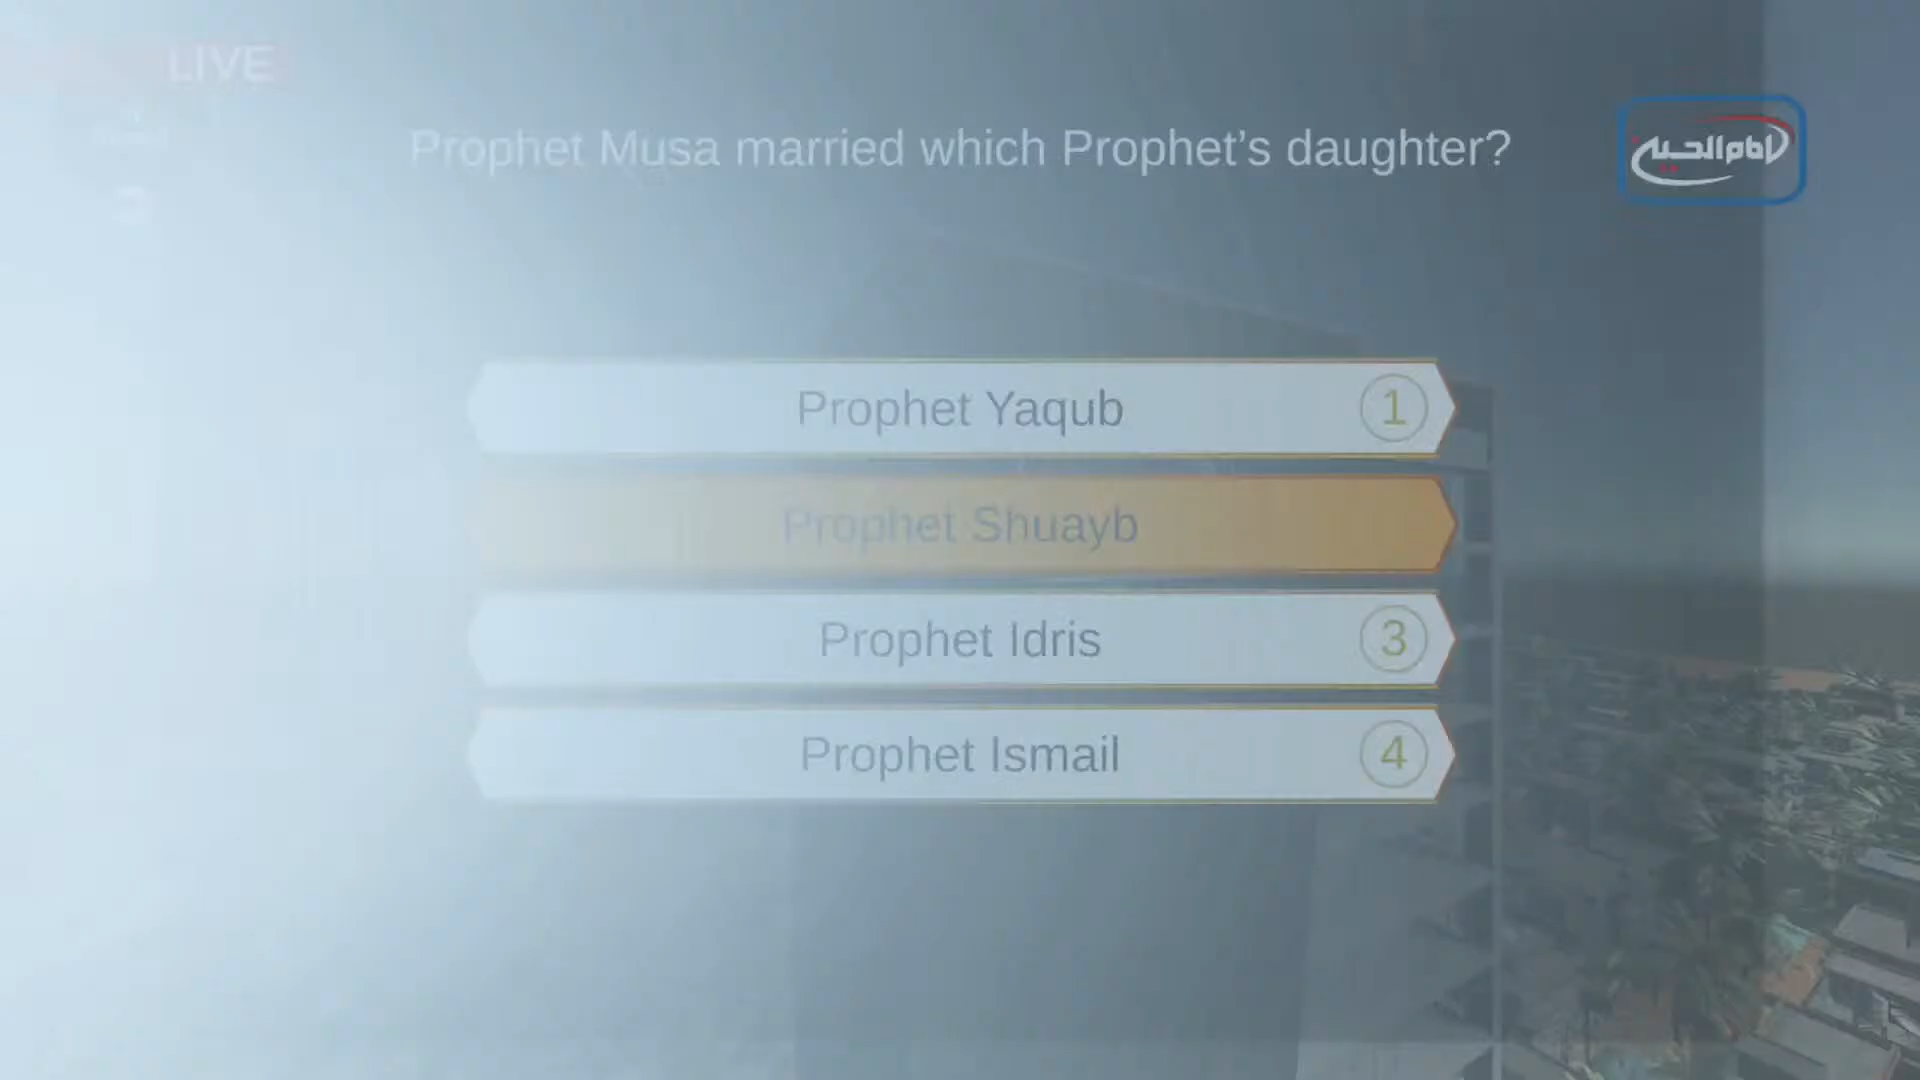 LIVE
Prophet Musa married which Prophet's daughter?
Prophet Yaqub 1
Prophet Shuayb
Prophet Idris 3
Prophet Ismail 4